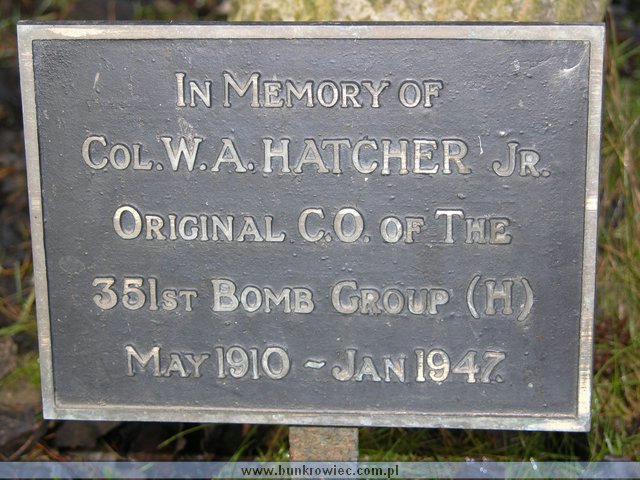 In Memory of
Col. W. A. HATCHER Jr.
Original C.O. of The
351st Bomb Group (H)
May 1910 ~ Jan 1947.
www.bunkrowiec.com.pl